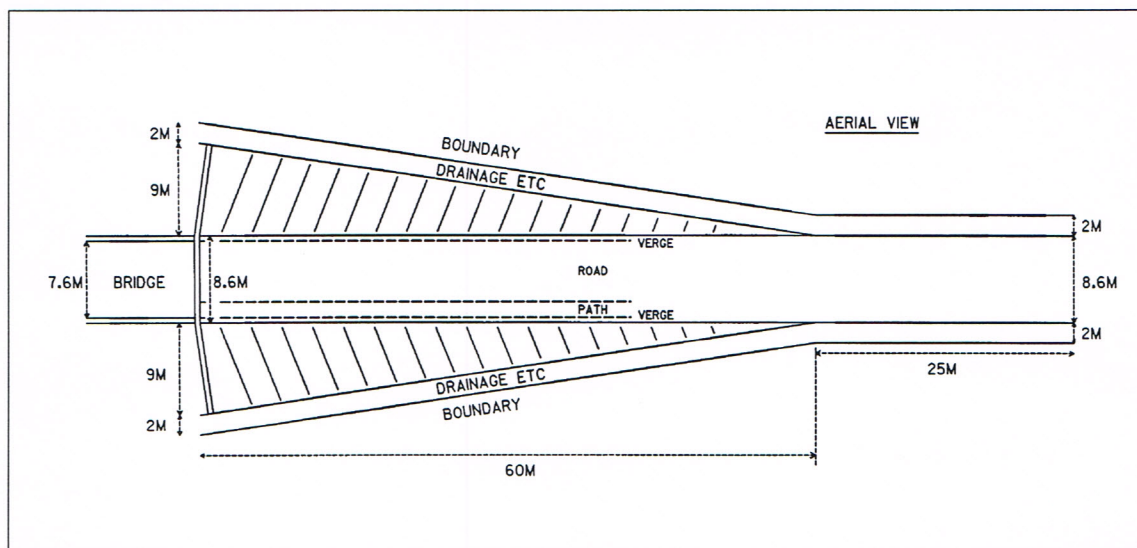 AERIAL VIEW
2M
BOUNDARY
DRAINAGE ETC
9M
2M
VERGE
7.6M
BRIDGE
8.6M
ROAD
8.6M
PATH
VERGE
2M
9M
DRAINAGE ETC
25M
BOUNDARY
2M
60M